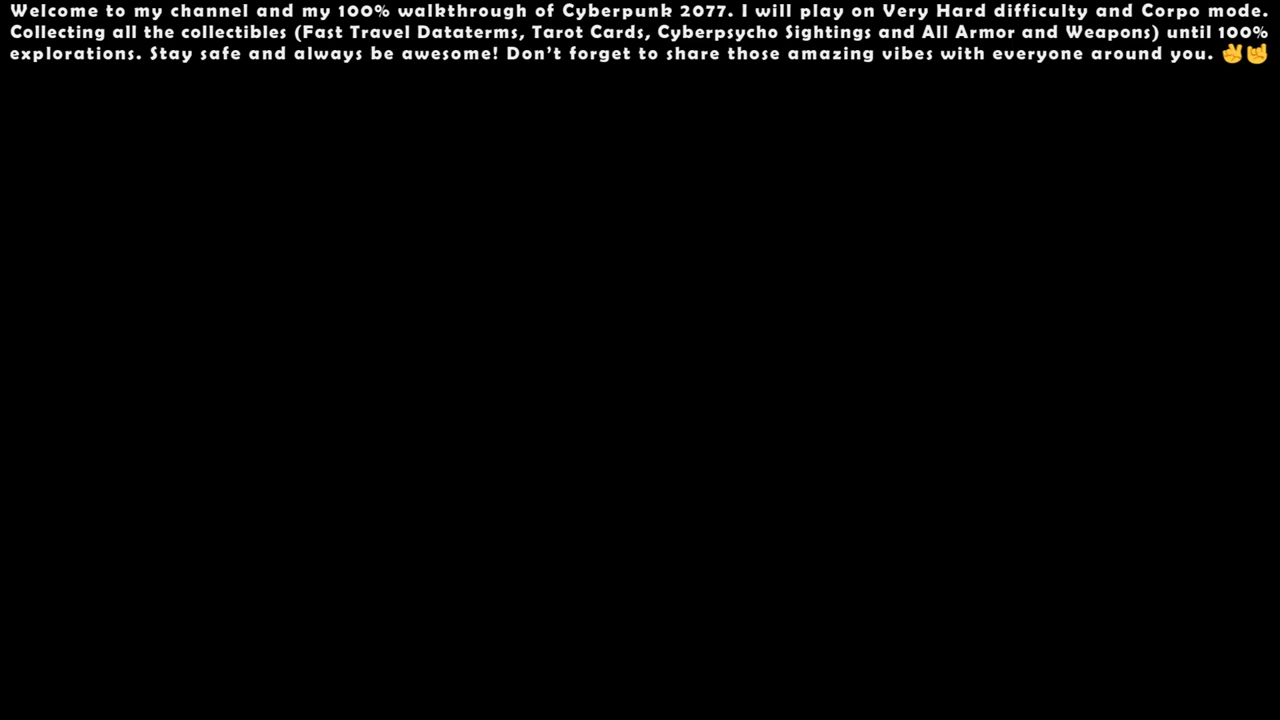 Welcome to my channel and my 100% walkthrough of Cyberpunk 2077. I will play on Very Hard difficulty and Corpo mode.
Collecting all the collectibles (Fast Travel Dataterms, Tarot Cards, Cyberpsycho Sightings and All Armor and Weapons) until 100%
explorations. Stay safe and always be awesome! Don’t forget to share those amazing vibes with everyone around you. ✌️🤘